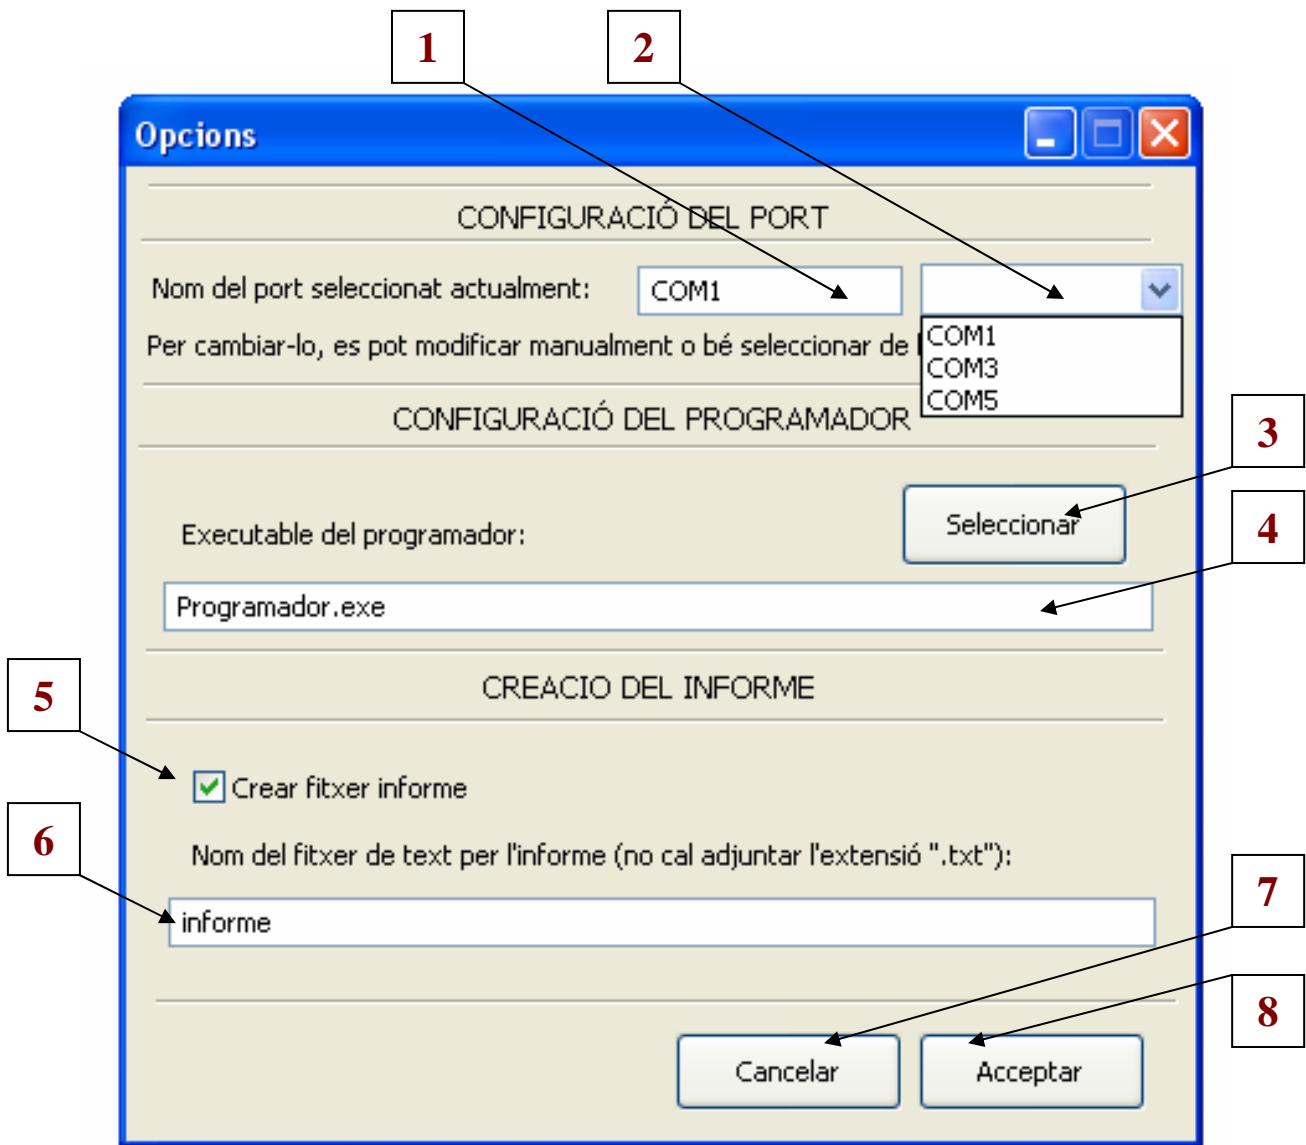 1
2
Opcions
CONFIGURACIÓ DEL PORT
Nom del port seleccionat actualment:
COM1
Per cambiar-lo, es pot modificar manualment o bé seleccionar de
COM1
COM3
COM5
CONFIGURACIÓ DEL PROGRAMADOR
3
Seleccionar
Executable del programador:
4
Programador.exe
5
CREACIO DEL INFORME
Crear fitxer informe
6
Nom del fitxer de text per l'informe (no cal adjuntar l'extensió ".txt"):
7
informe
8
Cancelar
Acceptar